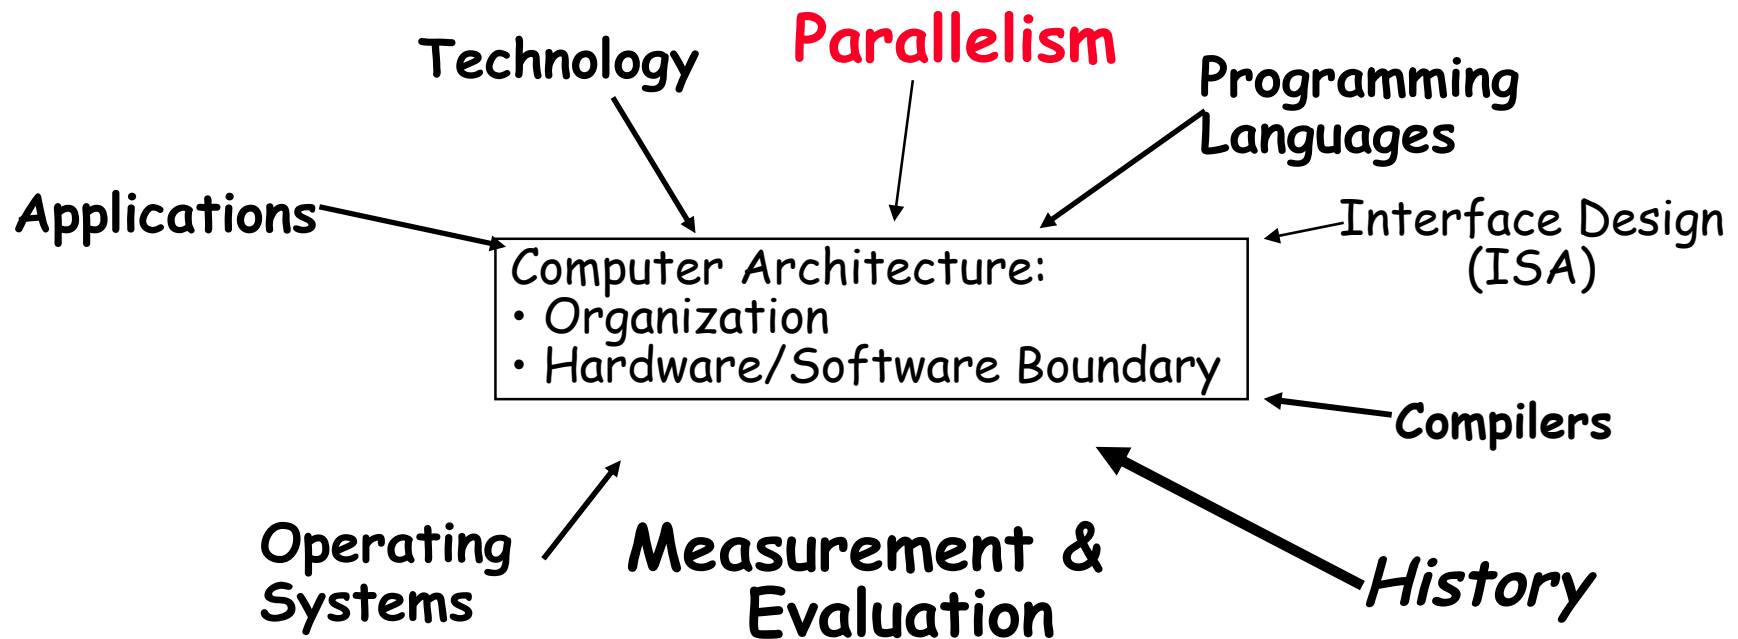 Parallelism
Technology
Programming
Languages
Applications
Interface Design
(ISA)
Computer Architecture:
• Organization
• Hardware/Software Boundary
Compilers
Operating
Systems
Measurement &
Evaluation
History